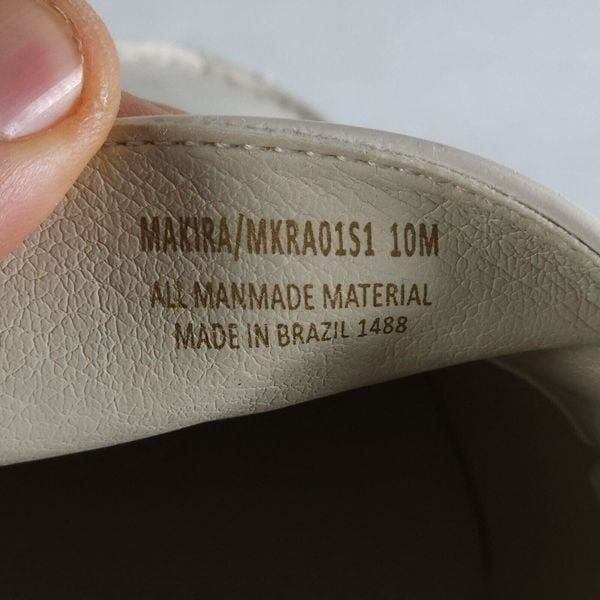 MAKIRA/MKRA01S1 10M
ALL MANMADE MATERIAL
MADE IN BRAZIL 1488